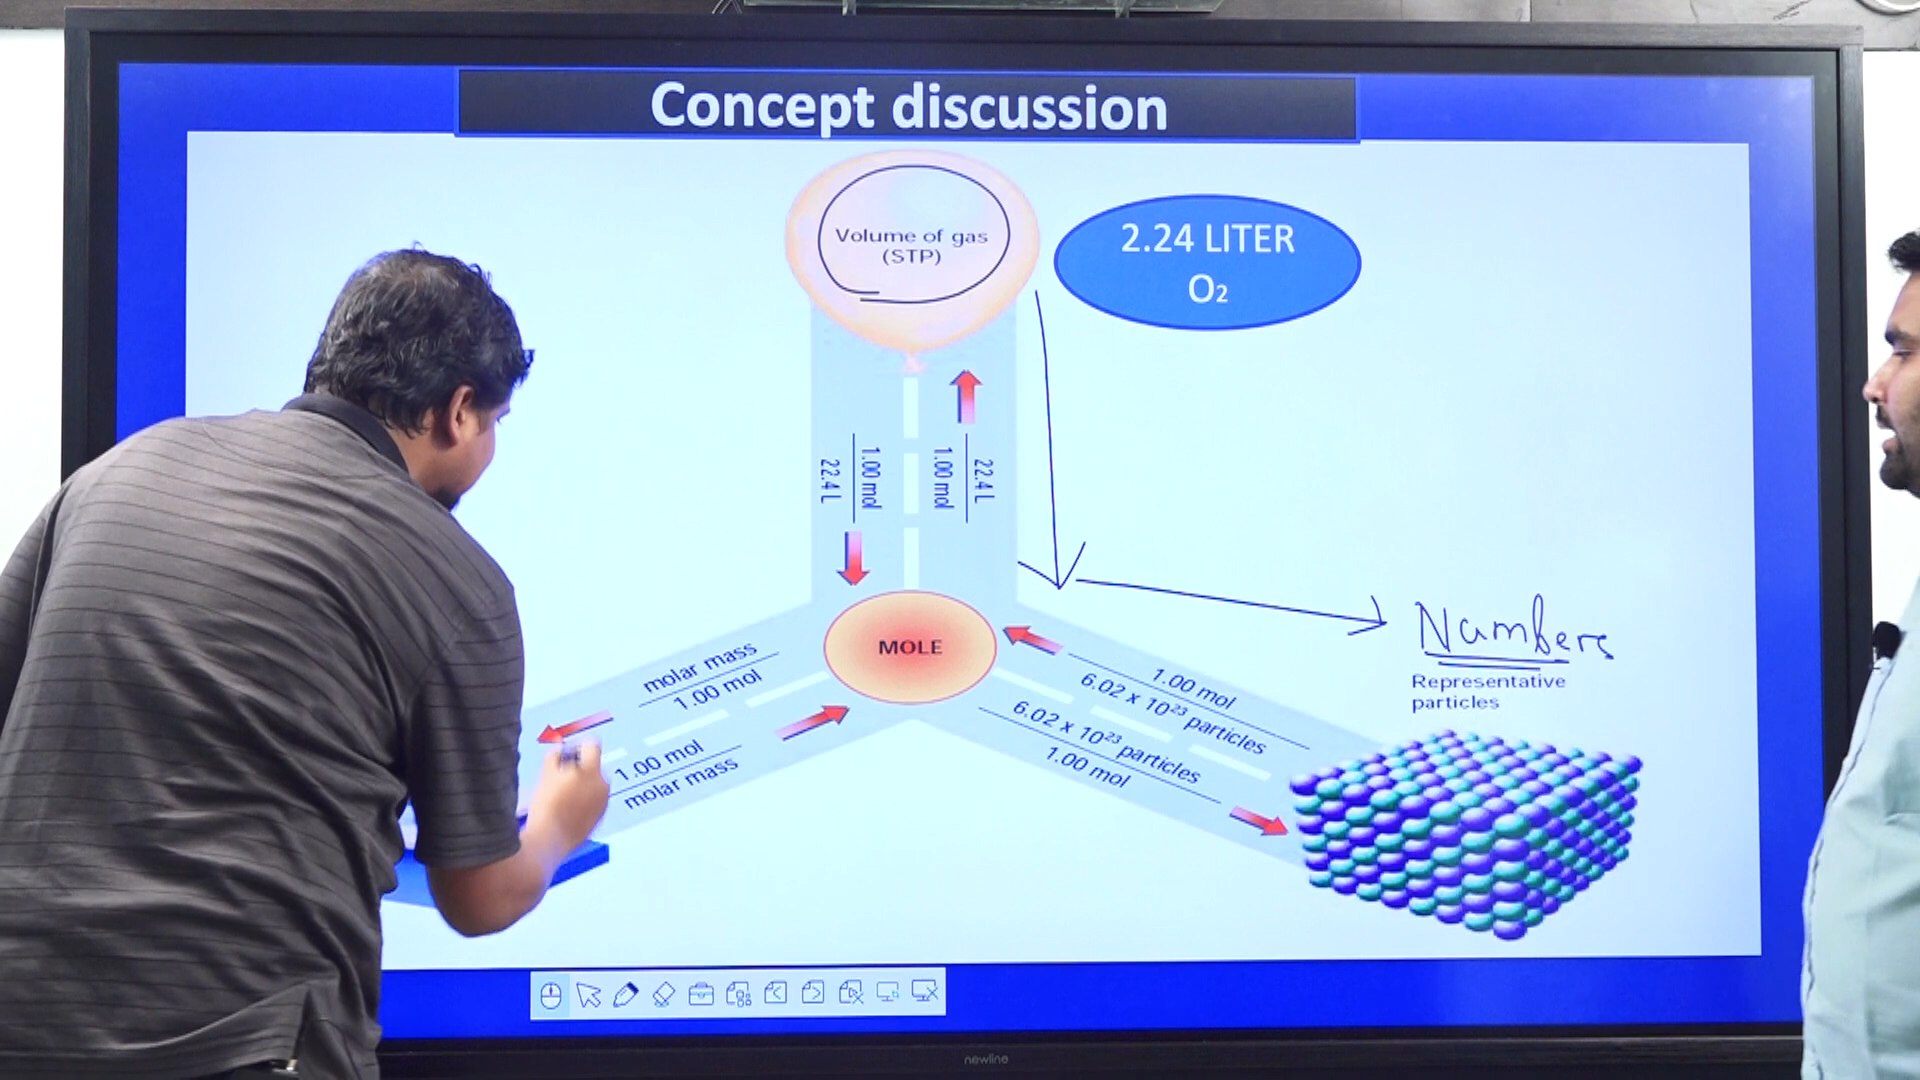 Concept discussion
Volume of gas
(STP)
2.24 LITER
O2
1.00 mol
22.4 L
22.4 L
1.00 mol
MOLE
molar mass
1.00 mol
1.00 mol
molar mass
1.00 mol
6.02 x 10²³ particles
6.02 x 10²³ particles
1.00 mol
Numbers
Representative
particles
newline